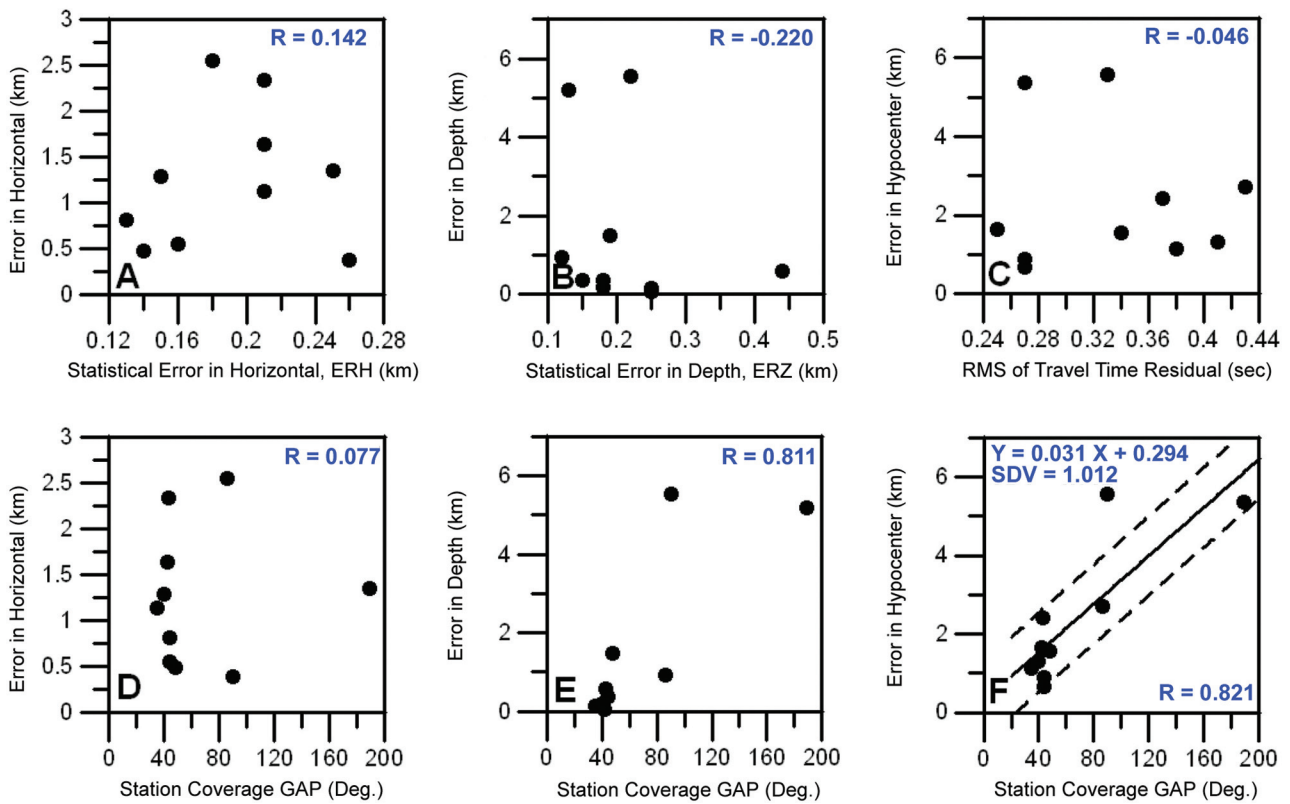 R = 0.142
Error in Horizontal (km)
3
2.5
2
1.5
1
0.5
0
A
0.12 0.16 0.2 0.24 0.28
Statistical Error in Horizontal, ERH (km)
R = -0.220
Error in Depth (km)
6
4
2
0
B
0.1 0.2 0.3 0.4 0.5
Statistical Error in Depth, ERZ (km)
R = -0.046
Error in Hypocenter (km)
6
4
2
0
C
0.24 0.28 0.32 0.36 0.4 0.44
RMS of Travel Time Residual (sec)
R = 0.077
Error in Horizontal (km)
3
2.5
2
1.5
1
0.5
0
D
0 40 80 120 160 200
Station Coverage GAP (Deg.)
R = 0.811
Error in Depth (km)
6
4
2
0
E
0 40 80 120 160 200
Station Coverage GAP (Deg.)
Y = 0.031 X + 0.294
SDV = 1.012
Error in Hypocenter (km)
6
4
2
0
F
R = 0.821
0 40 80 120 160 200
Station Coverage GAP (Deg.)